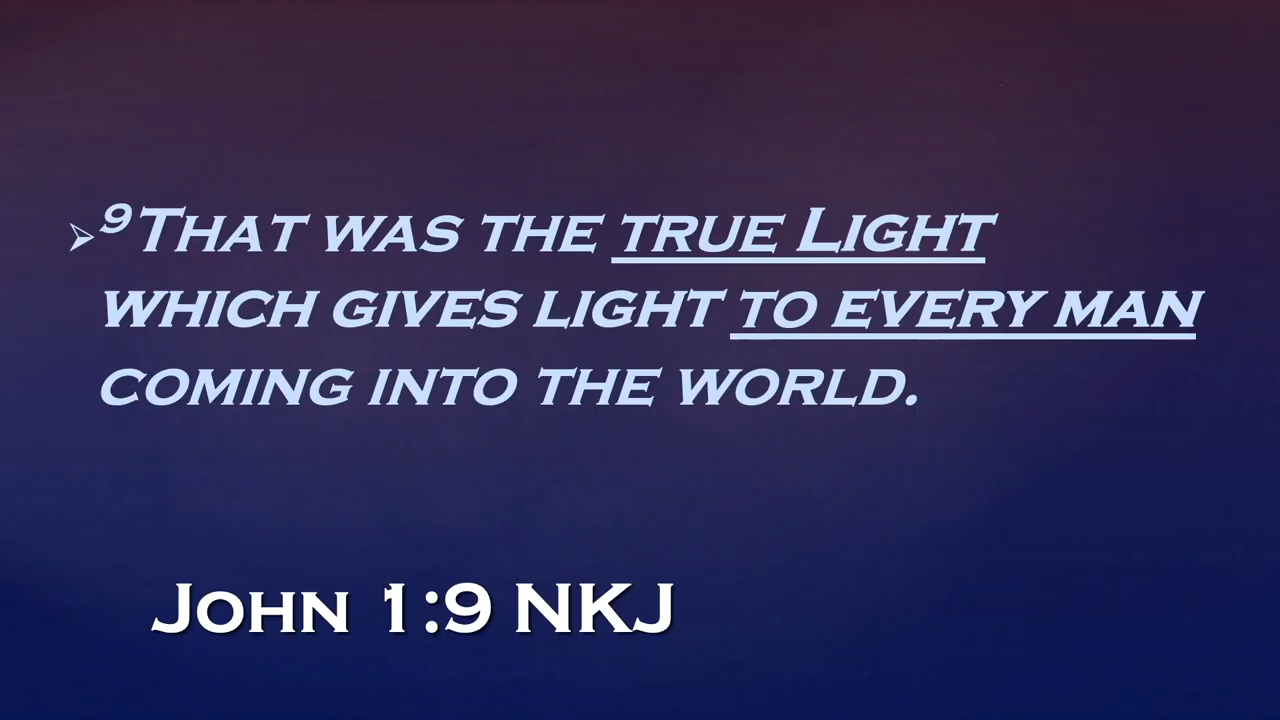 ➢ ⁹That was the true Light
which gives light to every man
coming into the world.
John 1:9 NKJ